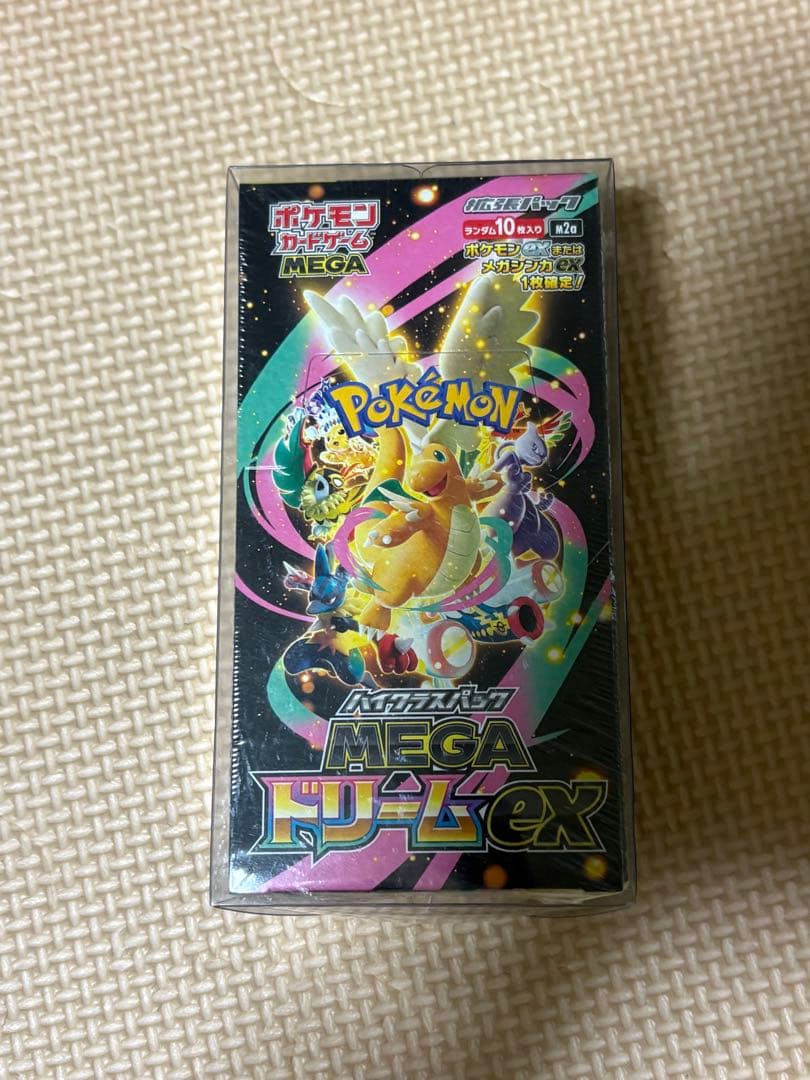 ポケモン
カードゲーム
MEGA
拡張パック
ランダム10枚入り
M2a
ポケモンexまたは
メガシンカex
1枚確定!
POKéMON
ハイクラスパック
MEGA
ドリームex